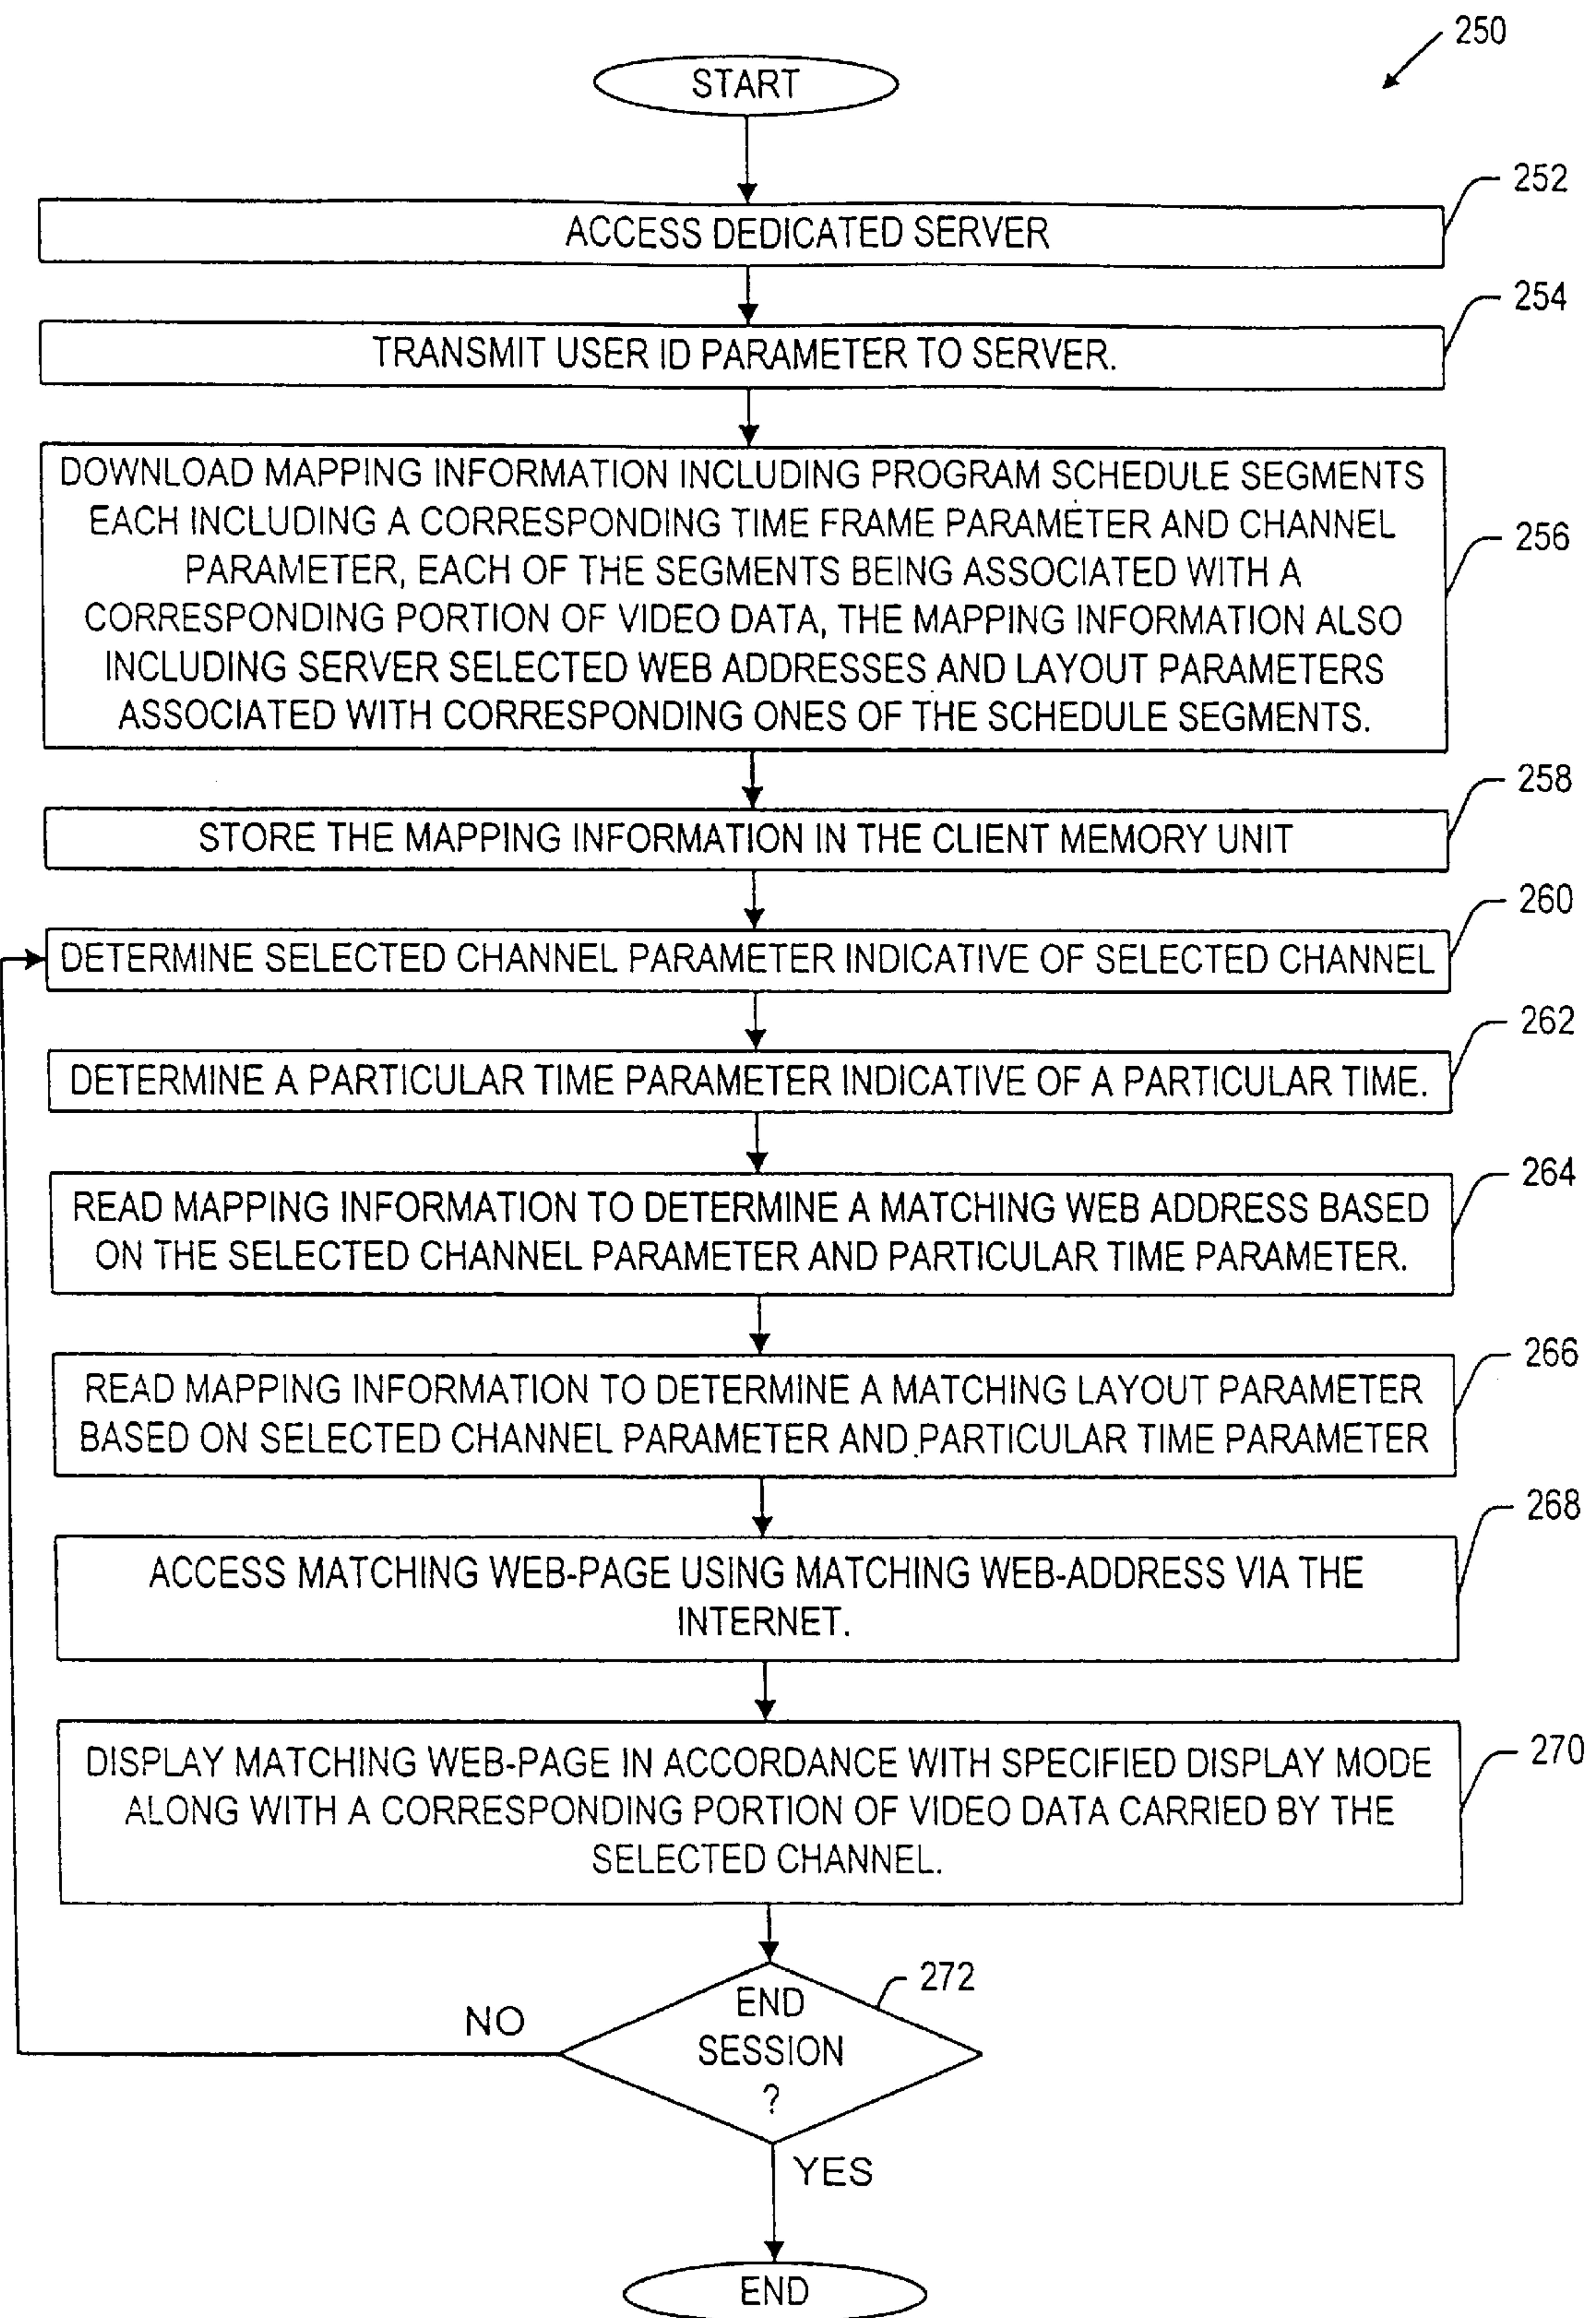 250
START
252
ACCESS DEDICATED SERVER
254
TRANSMIT USER ID PARAMETER TO SERVER.
DOWNLOAD MAPPING INFORMATION INCLUDING PROGRAM SCHEDULE SEGMENTS
EACH INCLUDING A CORRESPONDING TIME FRAME PARAMETER AND CHANNEL
256
PARAMETER, EACH OF THE SEGMENTS BEING ASSOCIATED WITH A
CORRESPONDING PORTION OF VIDEO DATA, THE MAPPING INFORMATION ALSO
INCLUDING SERVER SELECTED WEB ADDRESSES AND LAYOUT PARAMETERS
ASSOCIATED WITH CORRESPONDING ONES OF THE SCHEDULE SEGMENTS.
258
STORE THE MAPPING INFORMATION IN THE CLIENT MEMORY UNIT
260
DETERMINE SELECTED CHANNEL PARAMETER INDICATIVE OF SELECTED CHANNEL
262
DETERMINE A PARTICULAR TIME PARAMETER INDICATIVE OF A PARTICULAR TIME.
264
READ MAPPING INFORMATION TO DETERMINE A MATCHING WEB ADDRESS BASED
ON THE SELECTED CHANNEL PARAMETER AND PARTICULAR TIME PARAMETER.
266
READ MAPPING INFORMATION TO DETERMINE A MATCHING LAYOUT PARAMETER
BASED ON SELECTED CHANNEL PARAMETER AND PARTICULAR TIME PARAMETER
268
ACCESS MATCHING WEB-PAGE USING MATCHING WEB-ADDRESS VIA THE
INTERNET.
270
DISPLAY MATCHING WEB-PAGE IN ACCORDANCE WITH SPECIFIED DISPLAY MODE
ALONG WITH A CORRESPONDING PORTION OF VIDEO DATA CARRIED BY THE
SELECTED CHANNEL.
272
END
SESSION
?
NO
YES
END